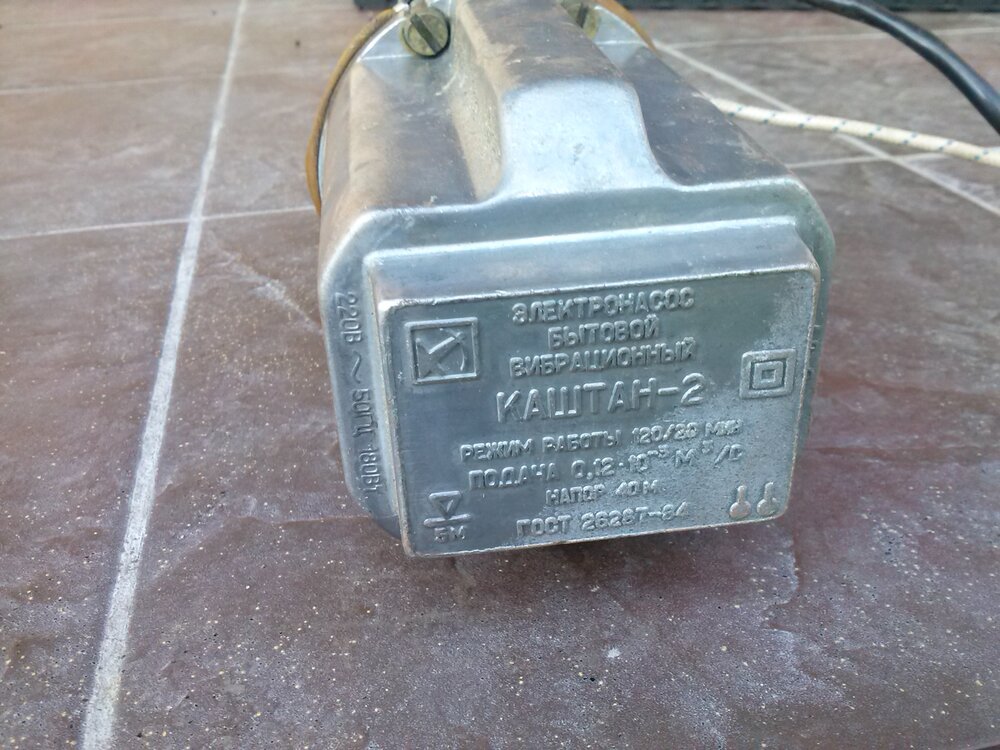 ЭЛЕКТРОНАСОС
БЫТОВОЙ
ВИБРАЦИОННЫЙ
КАШТАН-2
РЕЖИМ РАБОТЫ 120/20 МИН
ПОДАЧА 0,12·10⁻³ М³/С
НАПОР 40М
ГОСТ 26287-84
5М
220В ~ 50ГЦ 180Вт